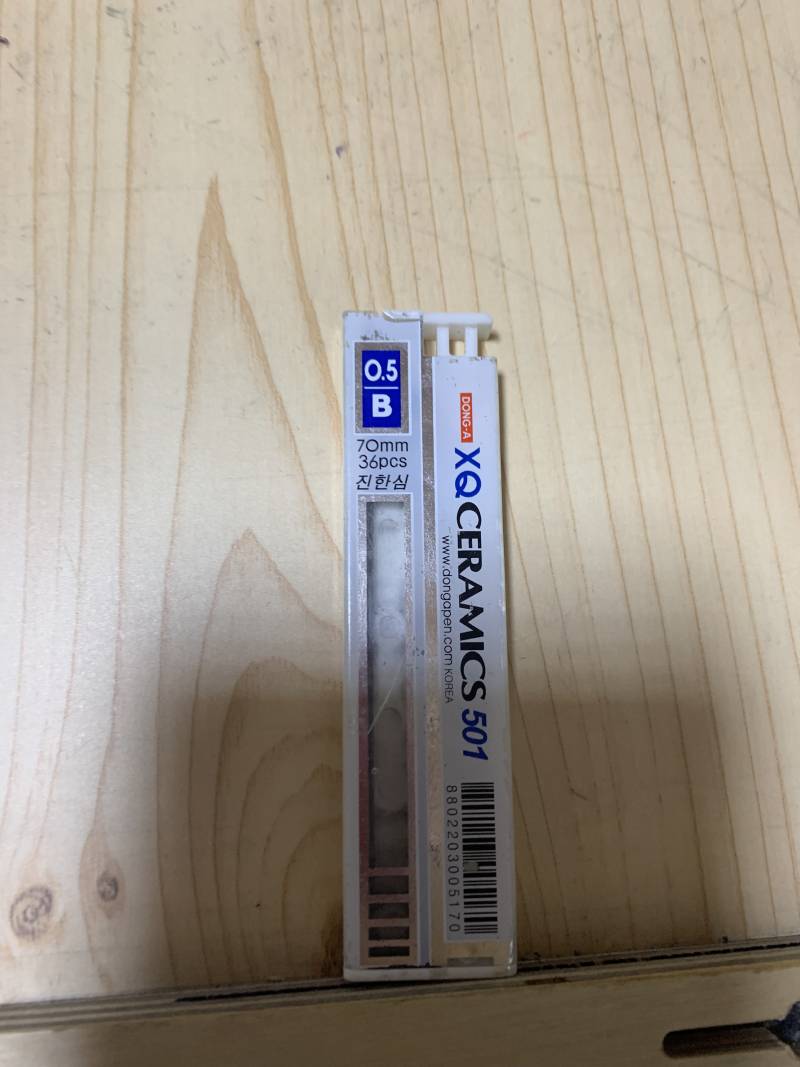 0.5
B
70mm
36pcs
진한심
DONG-A XQ CERAMICS 501
www.dongapen.com KOREA
8802203005170